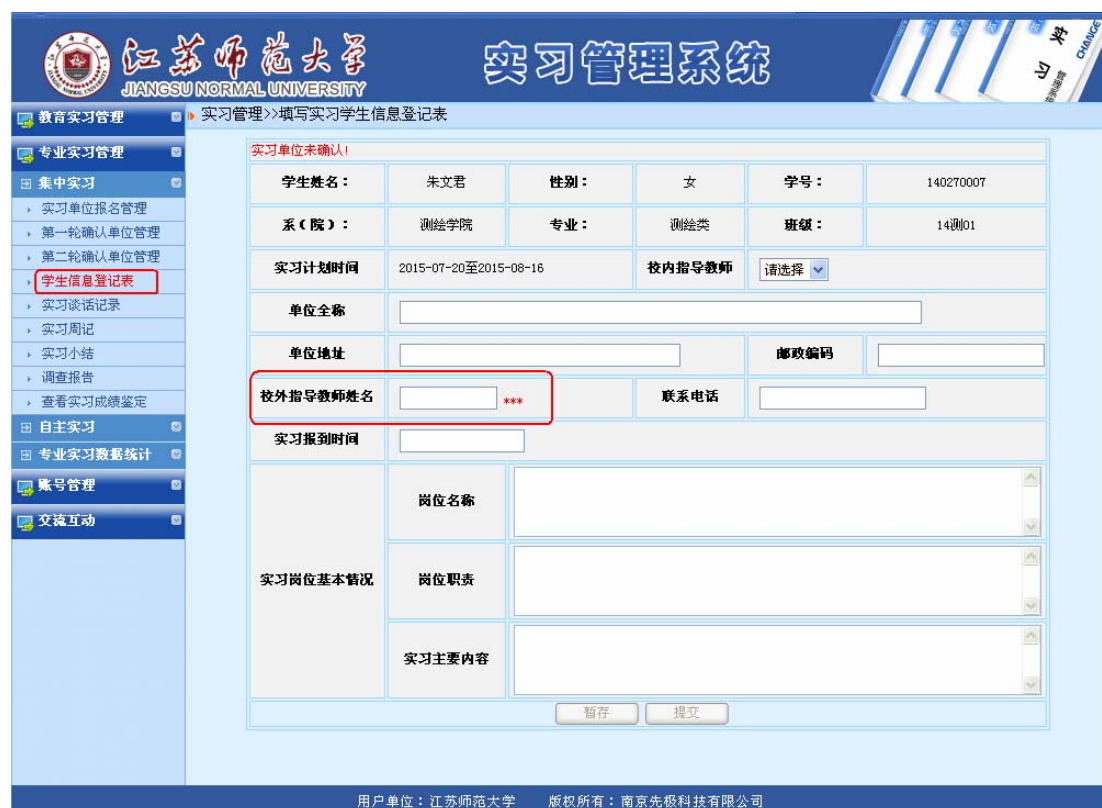 江苏师范大学
JIANGSU NORMAL UNIVERSITY
实习管理系统
实习
CHANGE
教育实习管理
专业实习管理
集中实习
实习单位报名管理
第一轮确认单位管理
第二轮确认单位管理
学生信息登记表
实习谈话记录
实习周记
实习小结
调查报告
查看实习成绩鉴定
自主实习
专业实习数据统计
账号管理
交流互动
实习管理>>填写实习学生信息登记表
实习单位未确认!
学生姓名: 朱文君 性别: 女 学号: 140270007
系(院): 测绘学院 专业: 测绘类 班级: 14测01
实习计划时间 2015-07-20至2015-08-16 校内指导教师 请选择
单位全称
单位地址 邮政编码
校外指导教师姓名 *** 联系电话
实习报到时间
实习岗位基本情况
岗位名称
岗位职责
实习主要内容
暂存 提交
用户单位:江苏师范大学 版权所有:南京先极科技有限公司